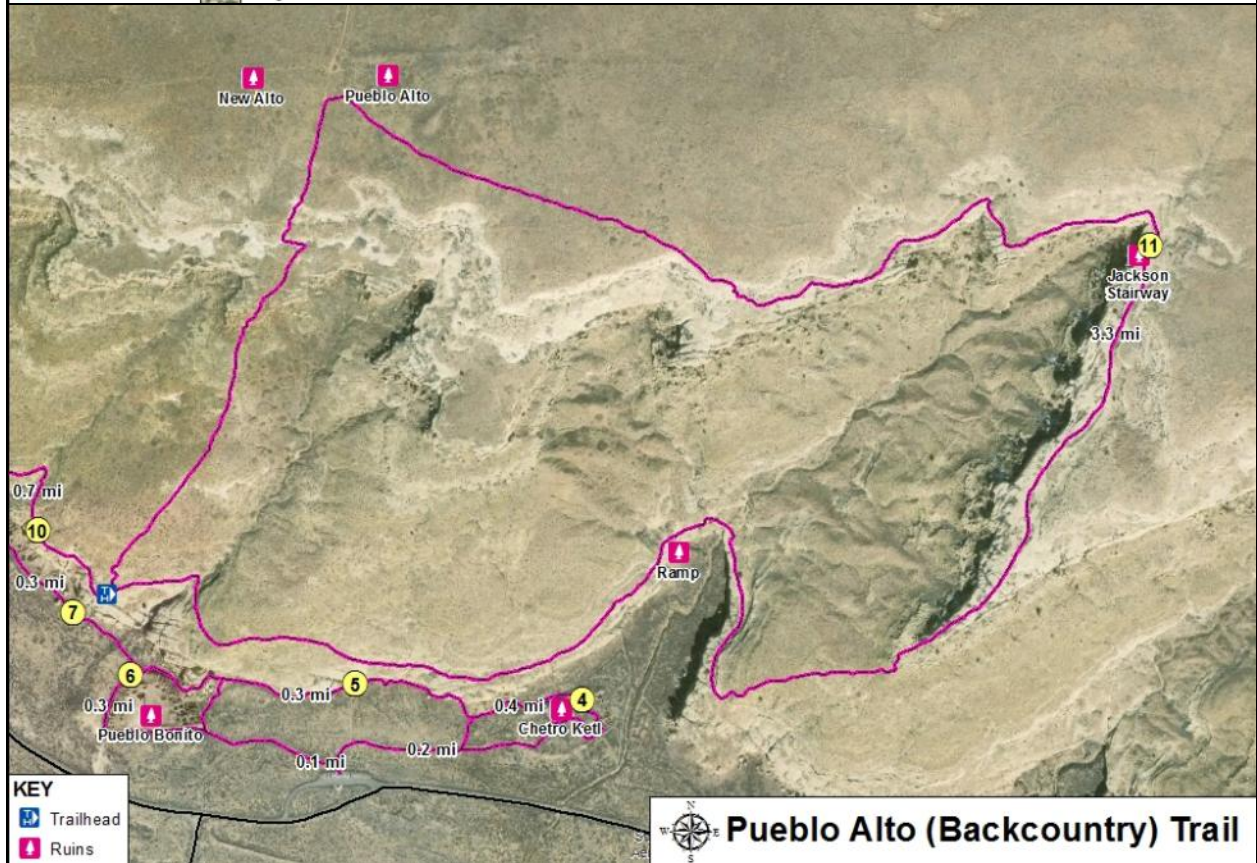 New Alto
Pueblo Alto
11
Jackson
Stairway
3.3 mi
0.7 mi
10
0.3 mi
7
TH
Ramp
6
5
0.3 mi
0.3 mi
4
0.4 mi
Pueblo Bonito
Chetro Ketl
0.2 mi
0.1 mi
KEY
TH Trailhead
Ruins
N
W E
S
Pueblo Alto (Backcountry) Trail